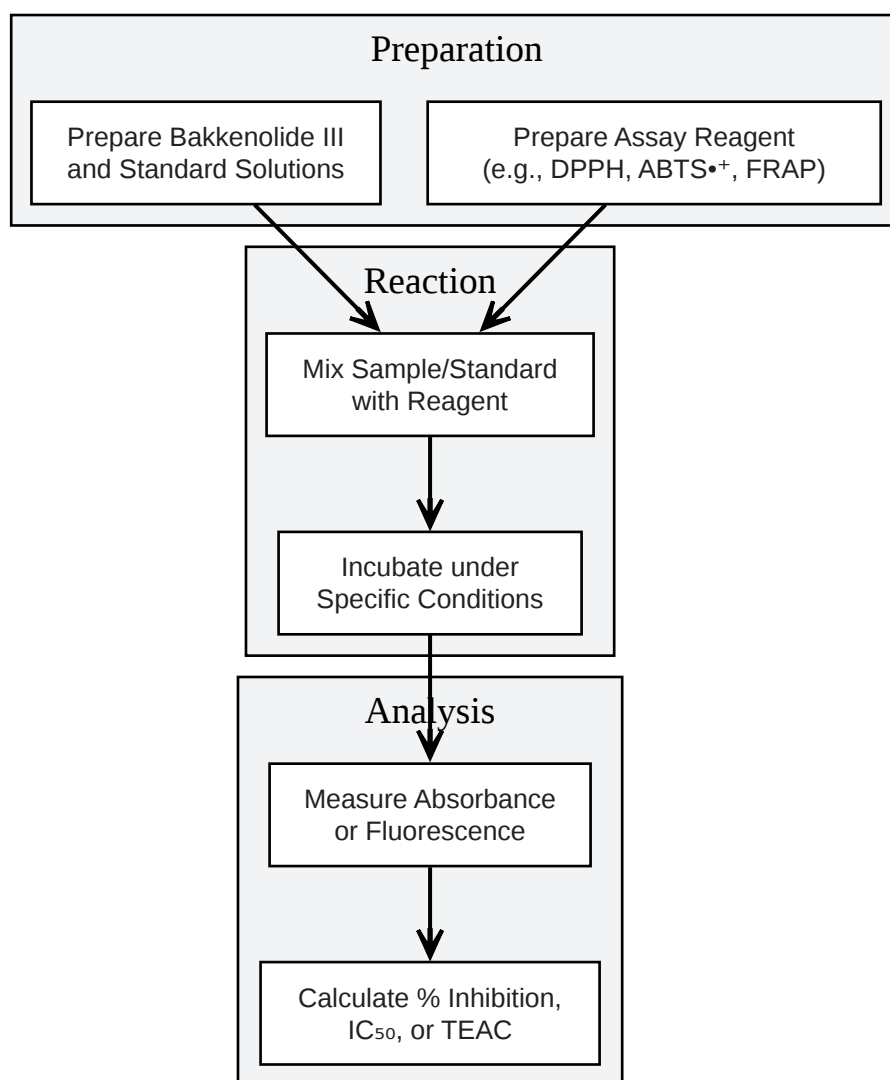 Preparation
Prepare Bakkenolide III
and Standard Solutions
Prepare Assay Reagent
(e.g., DPPH, ABTS•⁺, FRAP)
Reaction
Mix Sample/Standard
with Reagent
Incubate under
Specific Conditions
Analysis
Measure Absorbance
or Fluorescence
Calculate % Inhibition,
IC₅₀, or TEAC